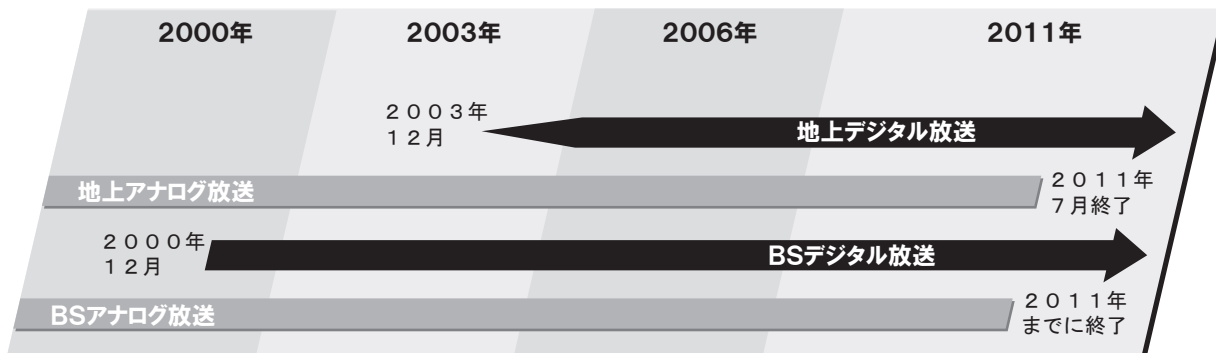 2000年 2003年 2006年 2011年
２００３年
１２月
地上デジタル放送
地上アナログ放送
２０１１年
７月終了
２０００年
１２月
BSデジタル放送
BSアナログ放送
２０１１年
までに終了